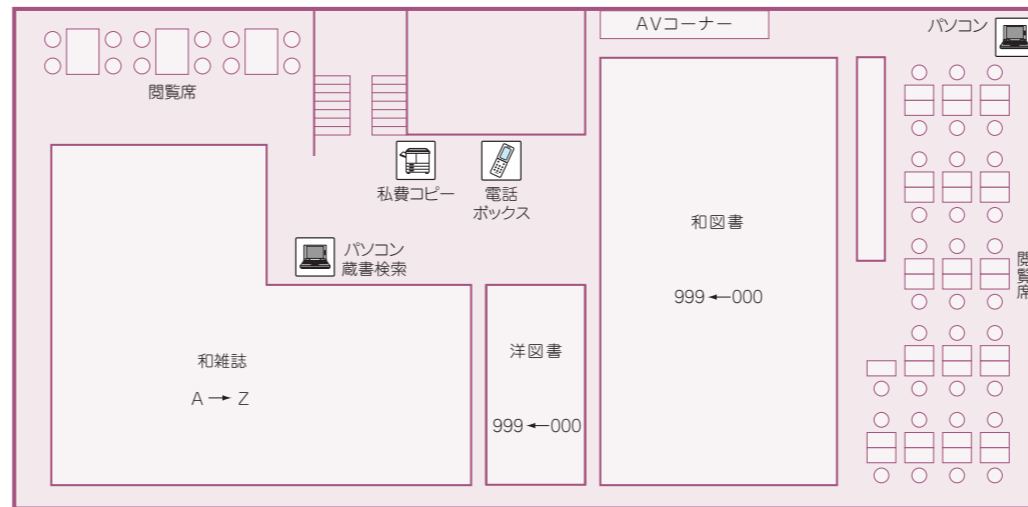 AVコーナー
パソコン
閲覧席
私費コピー
電話
ボックス
パソコン
蔵書検索
和図書
999←000
閲覧席
洋図書
999←000
和雑誌
A→Z